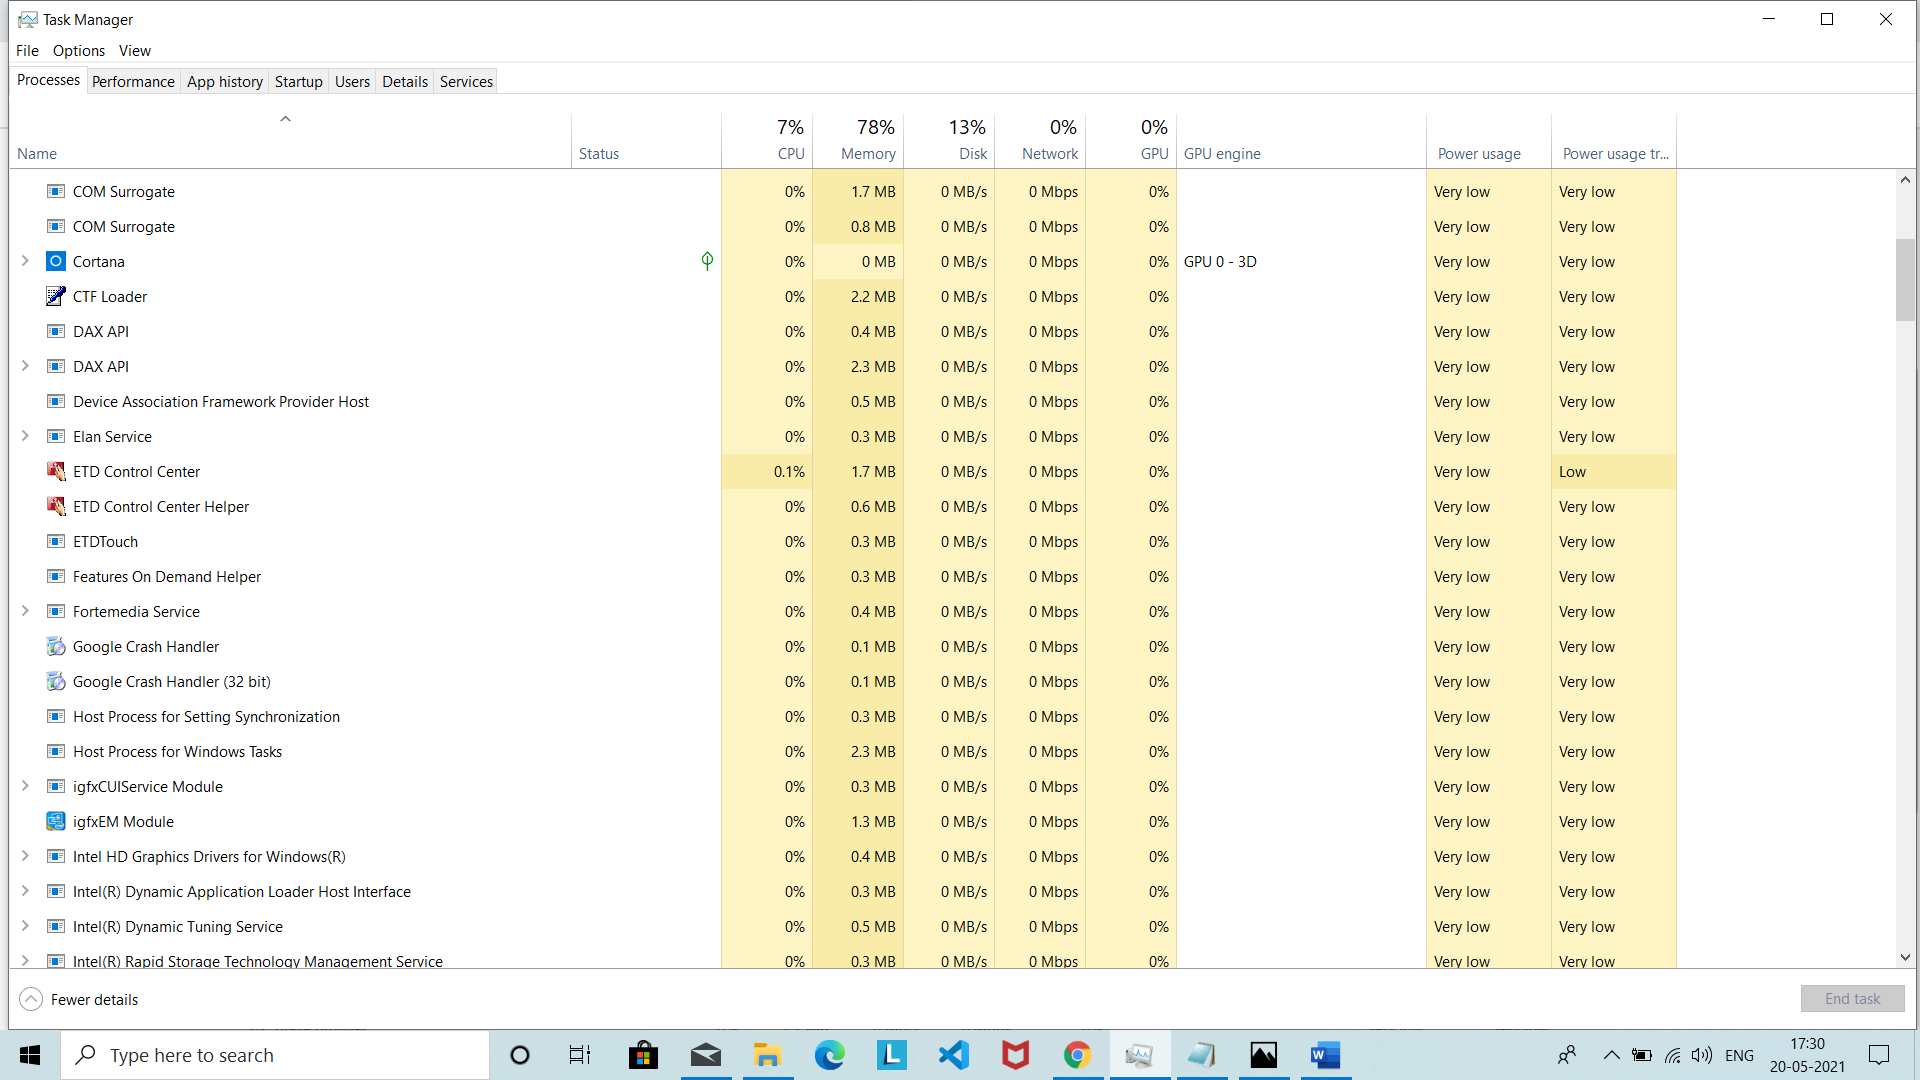 Task Manager
File Options View
Processes Performance App history Startup Users Details Services
7% 78% 13% 0% 0%
Name Status CPU Memory Disk Network GPU GPU engine Power usage Power usage tr...
COM Surrogate 0% 1.7 MB 0 MB/s 0 Mbps 0% Very low Very low
COM Surrogate 0% 0.8 MB 0 MB/s 0 Mbps 0% Very low Very low
Cortana 0% 0 MB 0 MB/s 0 Mbps 0% GPU 0 - 3D Very low Very low
CTF Loader 0% 2.2 MB 0 MB/s 0 Mbps 0% Very low Very low
DAX API 0% 0.4 MB 0 MB/s 0 Mbps 0% Very low Very low
DAX API 0% 2.3 MB 0 MB/s 0 Mbps 0% Very low Very low
Device Association Framework Provider Host 0% 0.5 MB 0 MB/s 0 Mbps 0% Very low Very low
Elan Service 0% 0.3 MB 0 MB/s 0 Mbps 0% Very low Very low
ETD Control Center 0.1% 1.7 MB 0 MB/s 0 Mbps 0% Very low Low
ETD Control Center Helper 0% 0.6 MB 0 MB/s 0 Mbps 0% Very low Very low
ETDTouch 0% 0.3 MB 0 MB/s 0 Mbps 0% Very low Very low
Features On Demand Helper 0% 0.3 MB 0 MB/s 0 Mbps 0% Very low Very low
Fortemedia Service 0% 0.4 MB 0 MB/s 0 Mbps 0% Very low Very low
Google Crash Handler 0% 0.1 MB 0 MB/s 0 Mbps 0% Very low Very low
Google Crash Handler (32 bit) 0% 0.1 MB 0 MB/s 0 Mbps 0% Very low Very low
Host Process for Setting Synchronization 0% 0.3 MB 0 MB/s 0 Mbps 0% Very low Very low
Host Process for Windows Tasks 0% 2.3 MB 0 MB/s 0 Mbps 0% Very low Very low
igfxCUIService Module 0% 0.3 MB 0 MB/s 0 Mbps 0% Very low Very low
igfxEM Module 0% 1.3 MB 0 MB/s 0 Mbps 0% Very low Very low
Intel HD Graphics Drivers for Windows(R) 0% 0.4 MB 0 MB/s 0 Mbps 0% Very low Very low
Intel(R) Dynamic Application Loader Host Interface 0% 0.3 MB 0 MB/s 0 Mbps 0% Very low Very low
Intel(R) Dynamic Tuning Service 0% 0.5 MB 0 MB/s 0 Mbps 0% Very low Very low
Intel(R) Rapid Storage Technology Management Service 0% 0.3 MB 0 MB/s 0 Mbps 0% Very low Very low
Fewer details End task
Type here to search L W ENG 17:30
20-05-2021